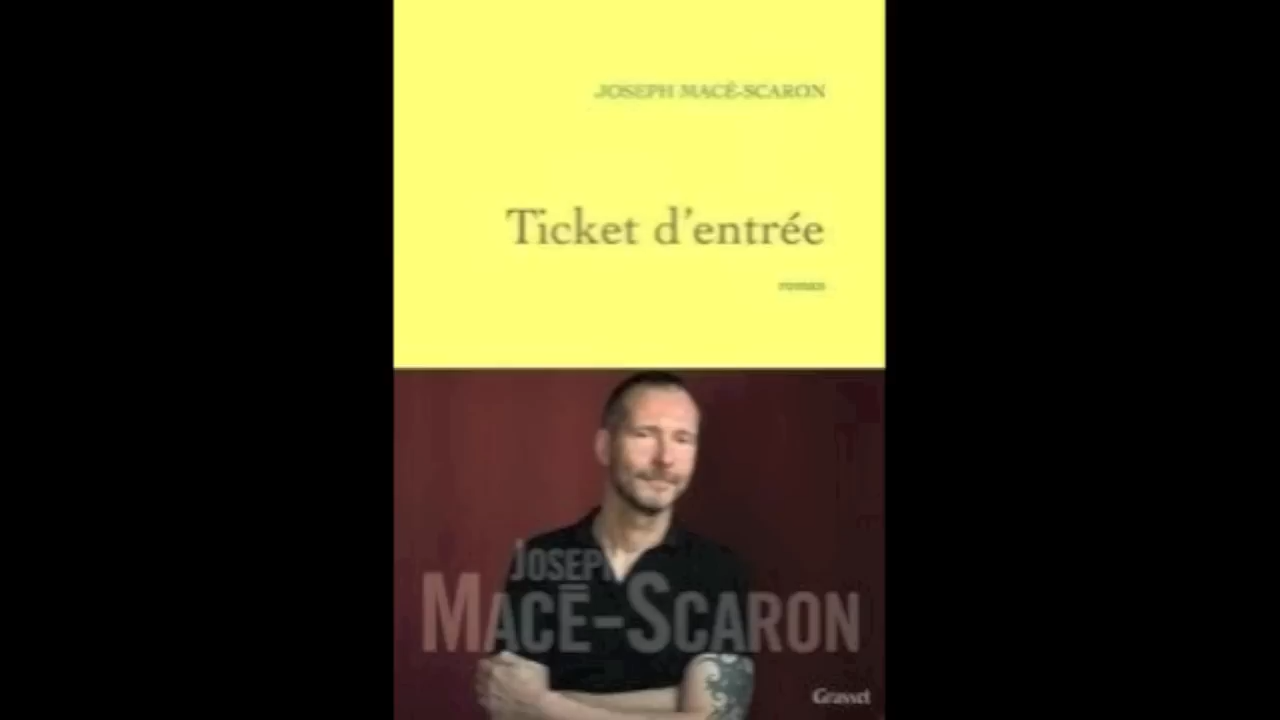 JOSEPH MACÉ-SCARON
Ticket d'entrée
roman
JOSEPH
MACÉ-SCARON
Grasset